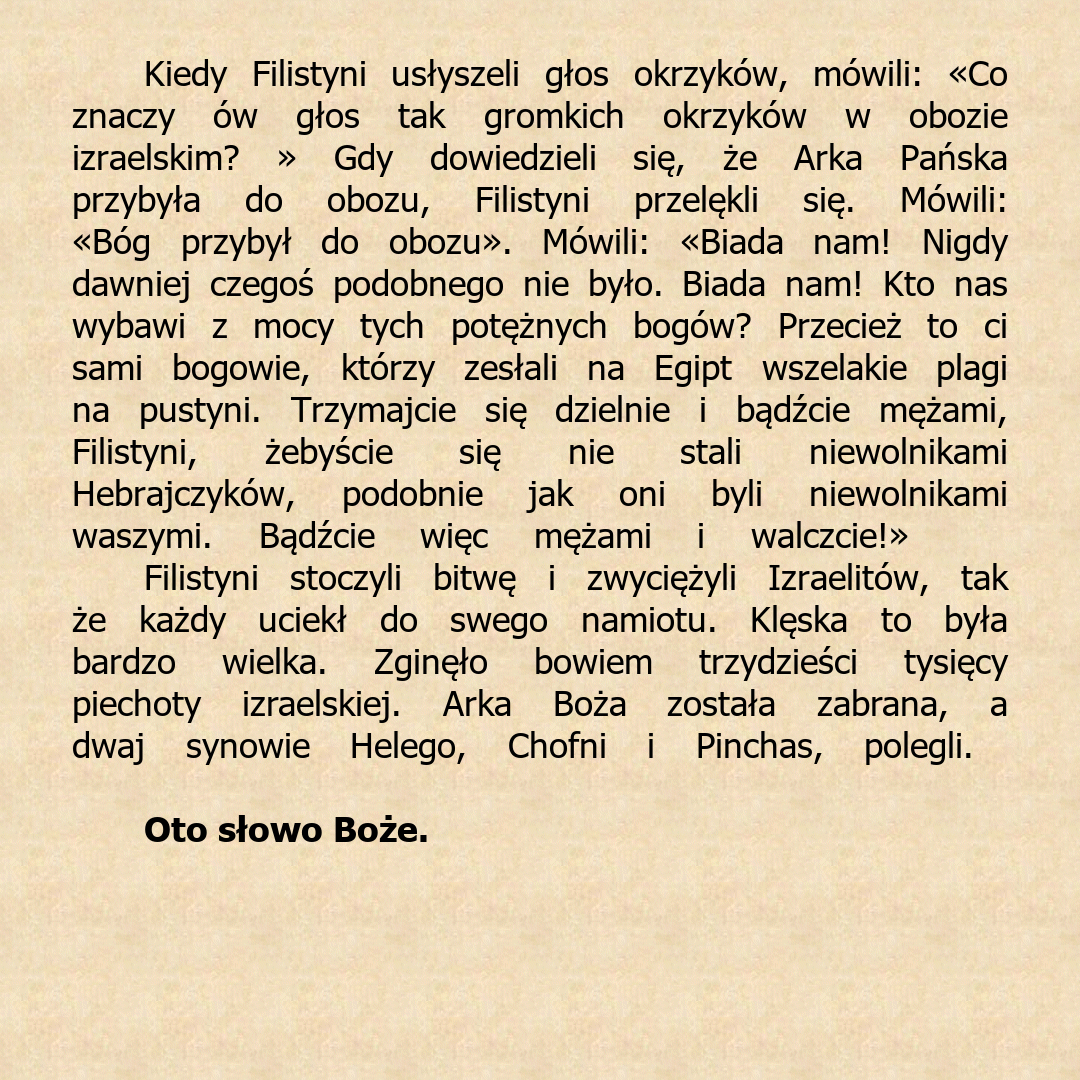 Kiedy Filistyni usłyszeli głos okrzyków, mówili: «Co
znaczy ów głos tak gromkich okrzyków w obozie
izraelskim? » Gdy dowiedzieli się, że Arka Pańska
przybyła do obozu, Filistyni przelękli się. Mówili:
«Bóg przybył do obozu». Mówili: «Biada nam! Nigdy
dawniej czegoś podobnego nie było. Biada nam! Kto nas
wybawi z mocy tych potężnych bogów? Przecież to ci
sami bogowie, którzy zesłali na Egipt wszelakie plagi
na pustyni. Trzymajcie się dzielnie i bądźcie mężami,
Filistyni, żebyście się nie stali niewolnikami
Hebrajczyków, podobnie jak oni byli niewolnikami
waszymi. Bądźcie więc mężami i walczcie!»
Filistyni stoczyli bitwę i zwyciężyli Izraelitów, tak
że każdy uciekł do swego namiotu. Klęska to była
bardzo wielka. Zginęło bowiem trzydzieści tysięcy
piechoty izraelskiej. Arka Boża została zabrana, a
dwaj synowie Helego, Chofni i Pinchas, polegli.
Oto słowo Boże.